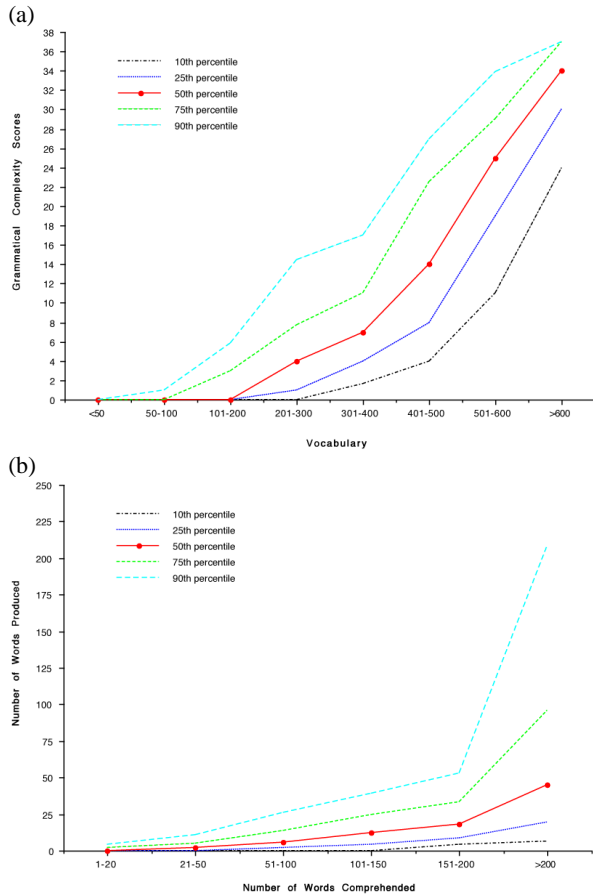 (a)
38
36
34
32
30
28
26
24
22
20
18
16
14
12
10
8
6
4
2
0
Grammatical Complexity Scores
10th percentile
25th percentile
50th percentile
75th percentile
90th percentile
<50 50-100 101-200 201-300 301-400 401-500 501-600 >600
Vocabulary
(b)
250
225
200
175
150
125
100
75
50
25
0
Number of Words Produced
10th percentile
25th percentile
50th percentile
75th percentile
90th percentile
1-20 21-50 51-100 101-150 151-200 >200
Number of Words Comprehended